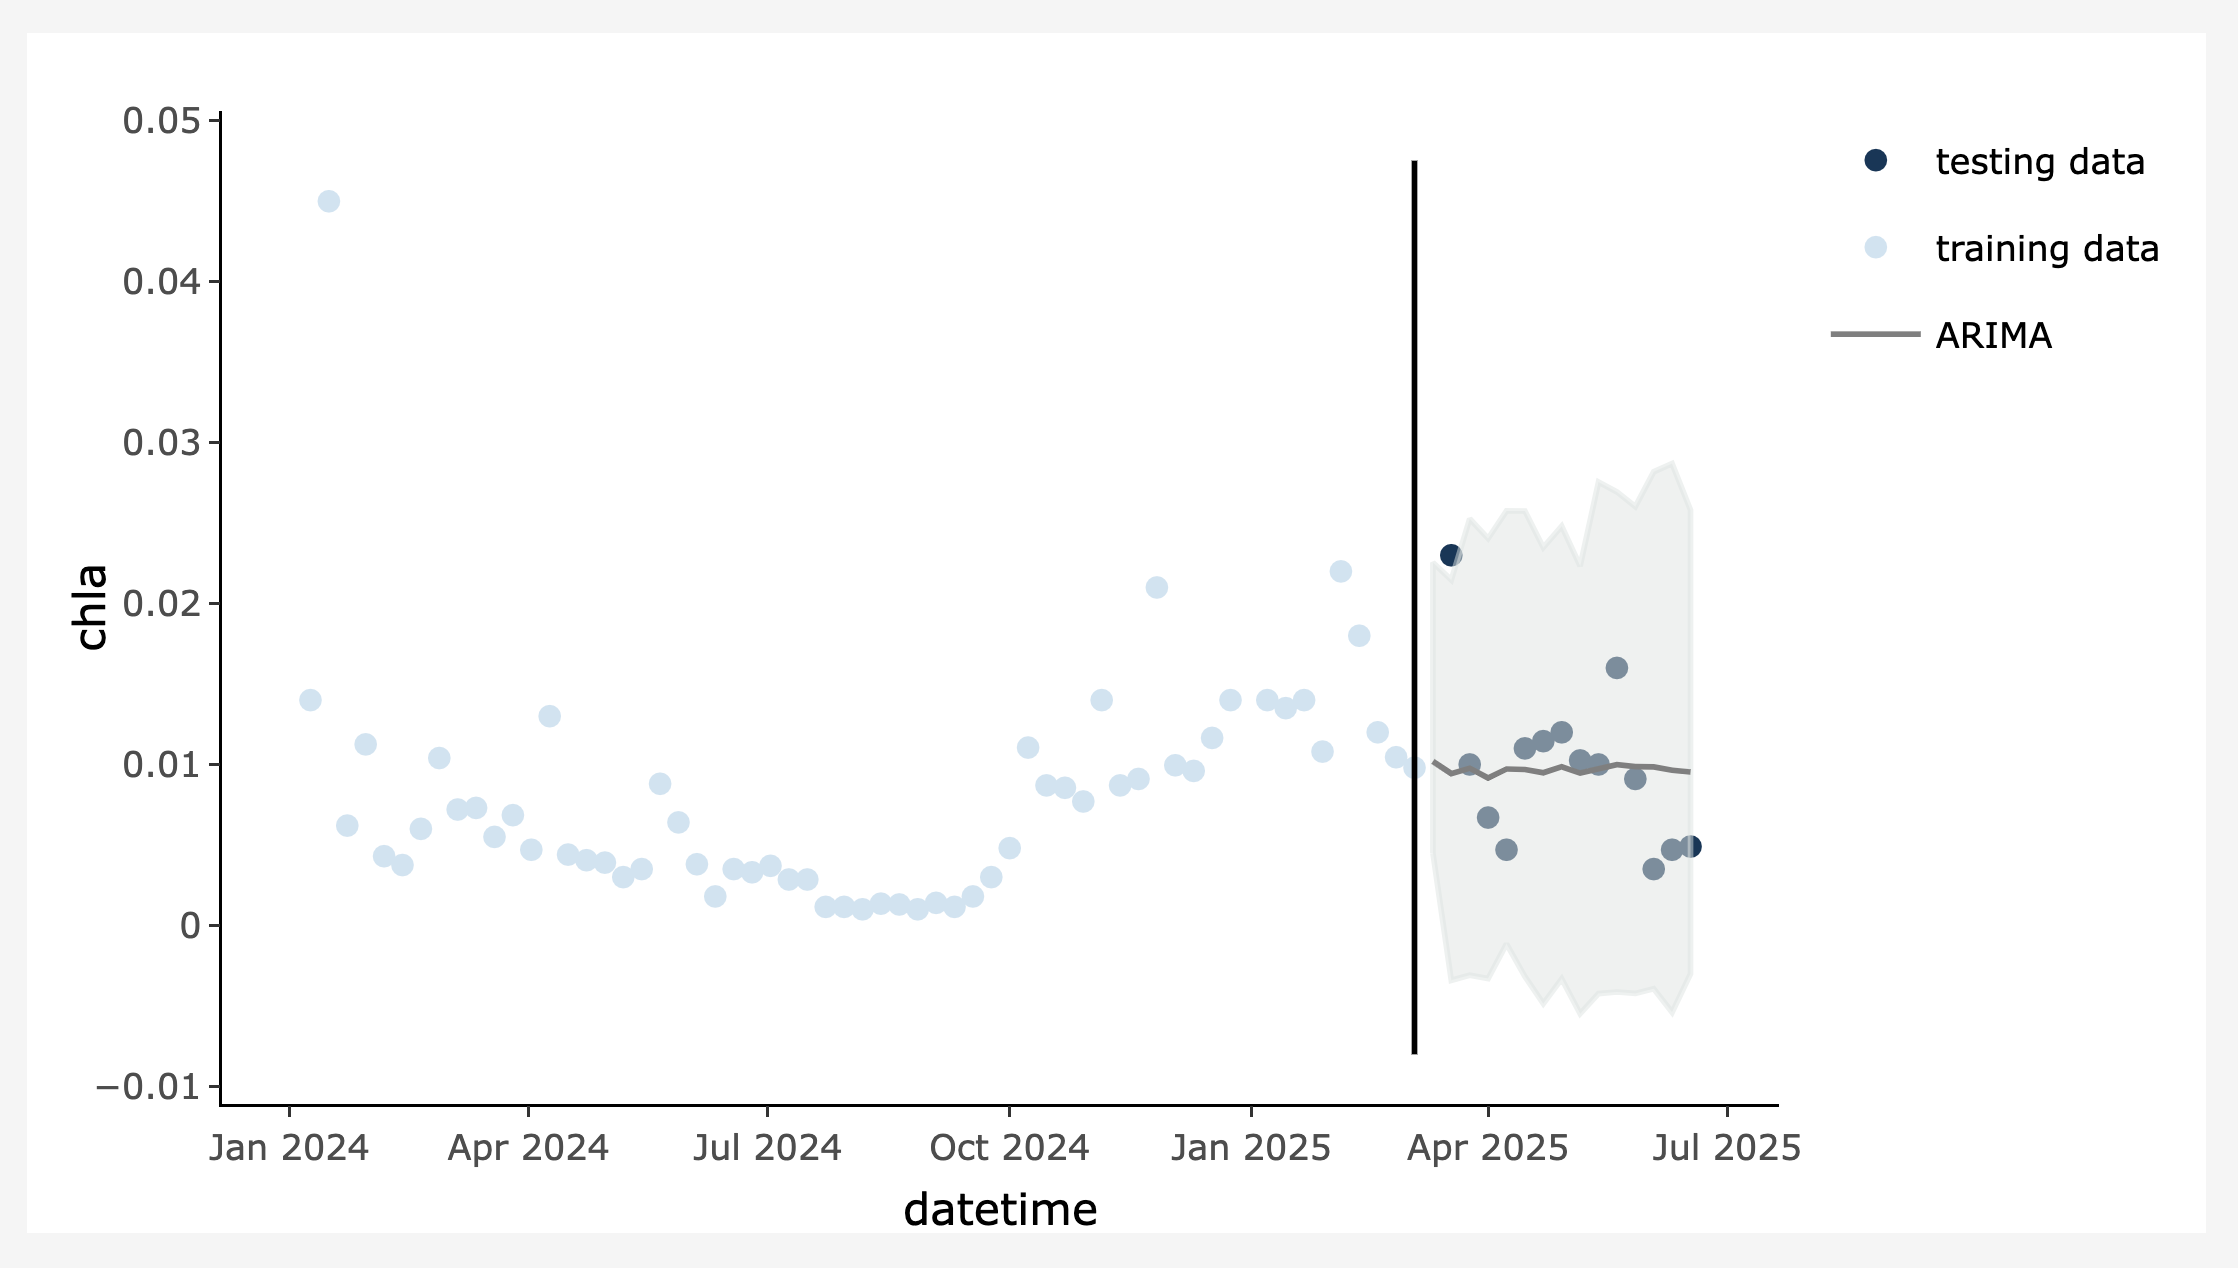 0.05
0.04
0.03
0.02
0.01
0
−0.01
chla
Jan 2024
Apr 2024
Jul 2024
Oct 2024
Jan 2025
Apr 2025
Jul 2025
datetime
testing data
training data
ARIMA